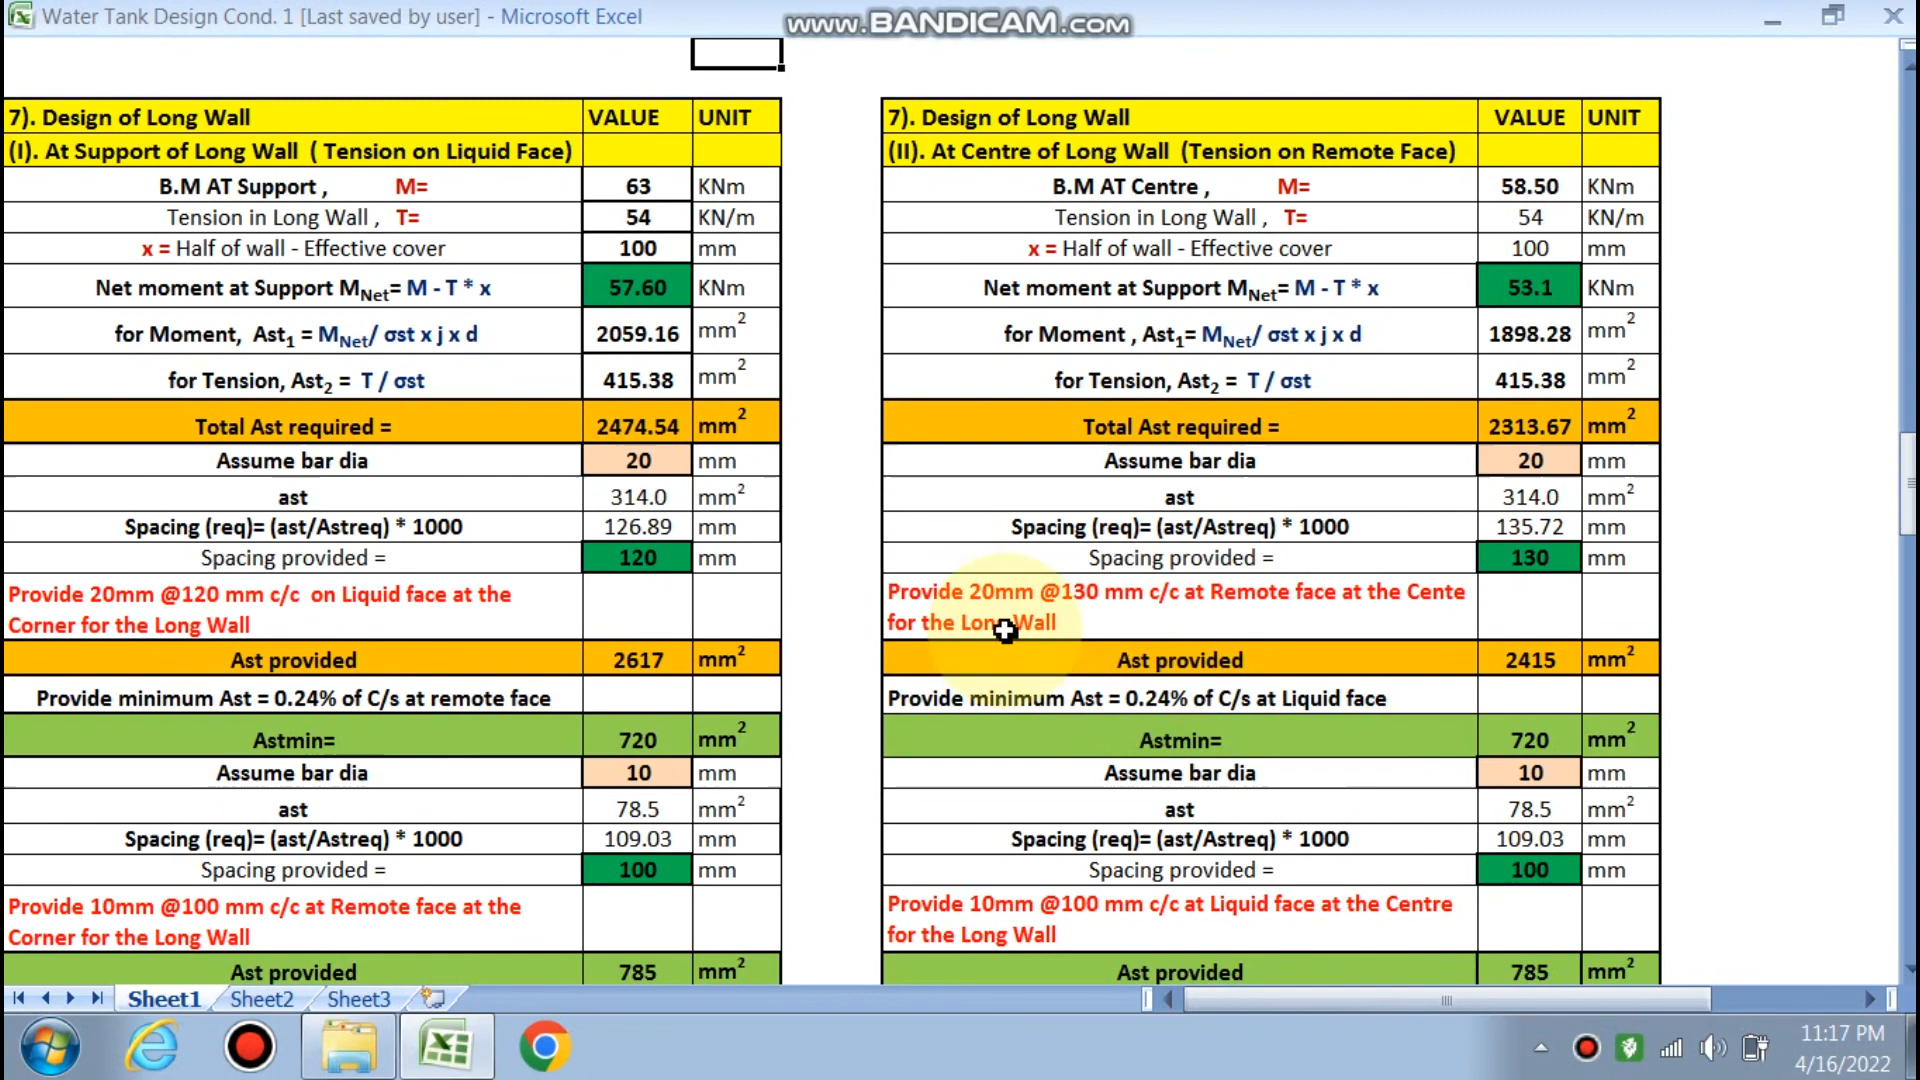 Water Tank Design Cond. 1 [Last saved by user] - Microsoft Excel
www.BANDICAM.com
7). Design of Long Wall VALUE UNIT
(I). At Support of Long Wall ( Tension on Liquid Face)
B.M AT Support , M= 63 KNm
Tension in Long Wall , T= 54 KN/m
x = Half of wall - Effective cover 100 mm
Net moment at Support MNet= M - T * x 57.60 KNm
for Moment, Ast1 = MNet/ σst x j x d 2059.16 mm2
for Tension, Ast2 = T / σst 415.38 mm2
Total Ast required = 2474.54 mm2
Assume bar dia 20 mm
ast 314.0 mm2
Spacing (req)= (ast/Astreq) * 1000 126.89 mm
Spacing provided = 120 mm
Provide 20mm @120 mm c/c on Liquid face at the
Corner for the Long Wall
Ast provided 2617 mm2
Provide minimum Ast = 0.24% of C/s at remote face
Astmin= 720 mm2
Assume bar dia 10 mm
ast 78.5 mm2
Spacing (req)= (ast/Astreq) * 1000 109.03 mm
Spacing provided = 100 mm
Provide 10mm @100 mm c/c at Remote face at the
Corner for the Long Wall
Ast provided 785 mm2
7). Design of Long Wall VALUE UNIT
(II). At Centre of Long Wall (Tension on Remote Face)
B.M AT Centre , M= 58.50 KNm
Tension in Long Wall , T= 54 KN/m
x = Half of wall - Effective cover 100 mm
Net moment at Support MNet= M - T * x 53.1 KNm
for Moment , Ast1= MNet/ σst x j x d 1898.28 mm2
for Tension, Ast2 = T / σst 415.38 mm2
Total Ast required = 2313.67 mm2
Assume bar dia 20 mm
ast 314.0 mm2
Spacing (req)= (ast/Astreq) * 1000 135.72 mm
Spacing provided = 130 mm
Provide 20mm @130 mm c/c at Remote face at the Cente
for the Long Wall
Ast provided 2415 mm2
Provide minimum Ast = 0.24% of C/s at Liquid face
Astmin= 720 mm2
Assume bar dia 10 mm
ast 78.5 mm2
Spacing (req)= (ast/Astreq) * 1000 109.03 mm
Spacing provided = 100 mm
Provide 10mm @100 mm c/c at Liquid face at the Centre
for the Long Wall
Ast provided 785 mm2
Sheet1 Sheet2 Sheet3
11:17 PM
4/16/2022